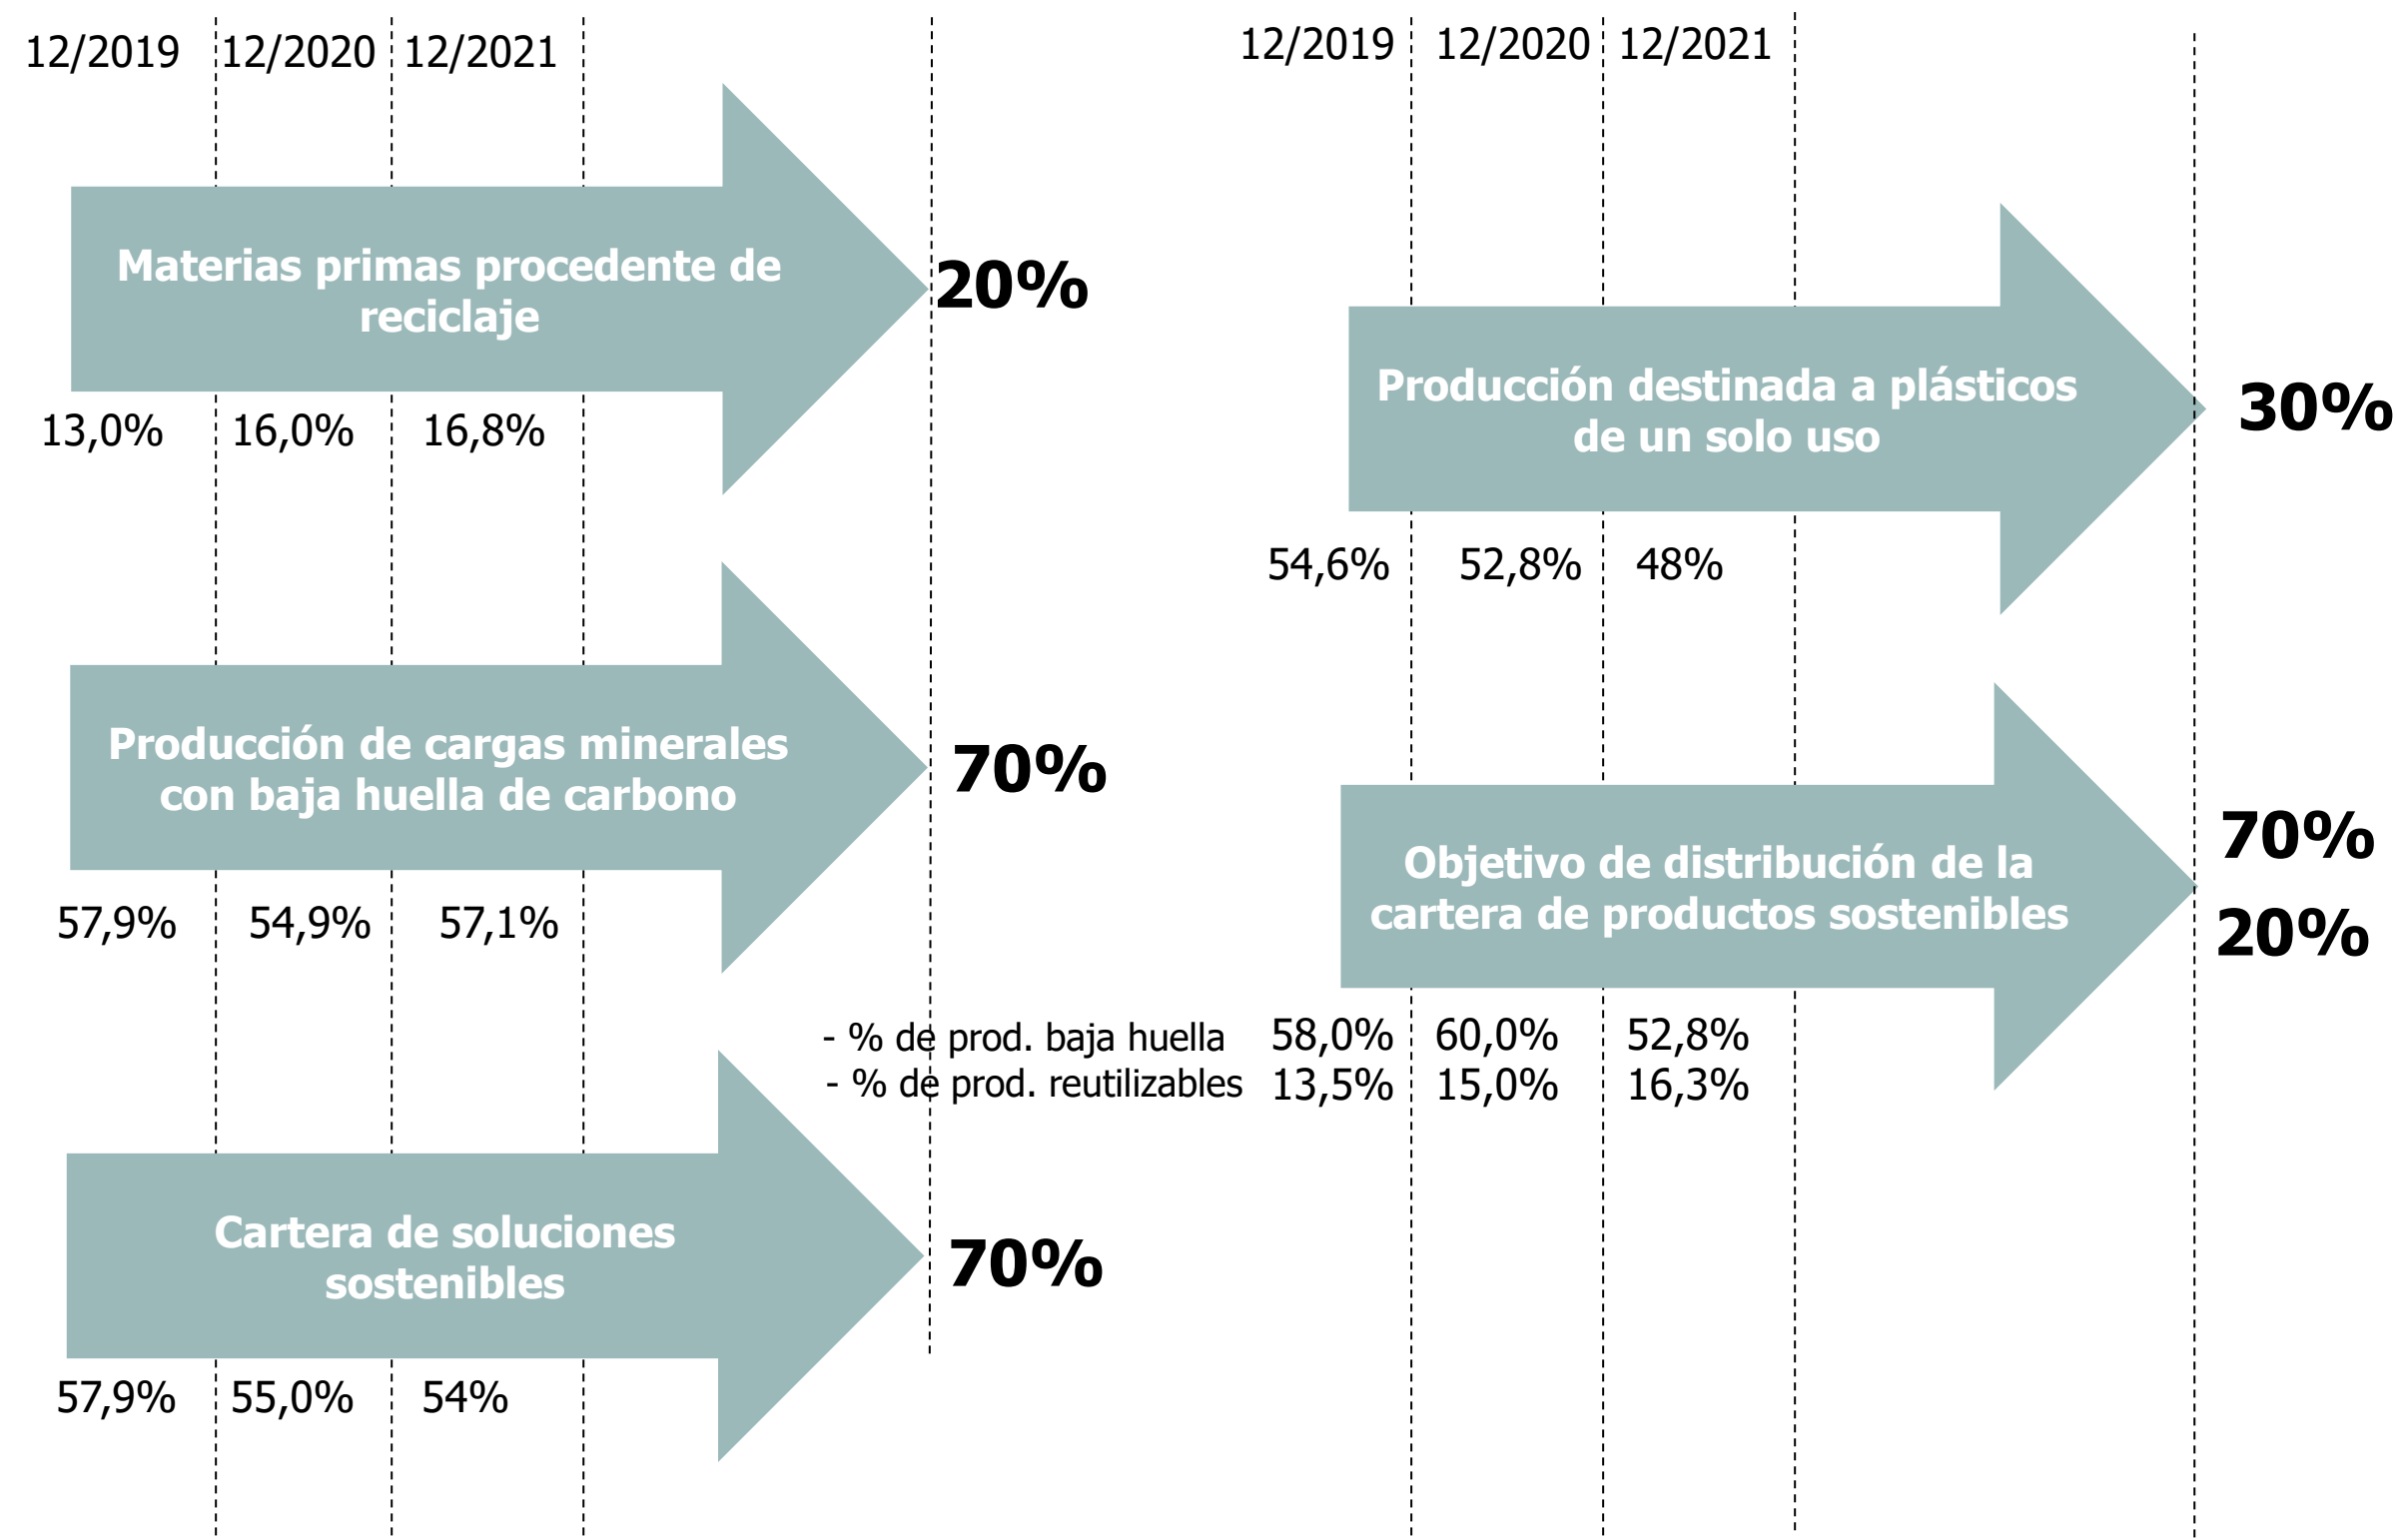 12/2019 12/2020 12/2021
Materias primas procedente de
reciclaje
20%
13,0% 16,0% 16,8%
Producción de cargas minerales
con baja huella de carbono
70%
57,9% 54,9% 57,1%
Cartera de soluciones
sostenibles
70%
57,9% 55,0% 54%
12/2019 12/2020 12/2021
Producción destinada a plásticos
de un solo uso
30%
54,6% 52,8% 48%
Objetivo de distribución de la
cartera de productos sostenibles
70%
20%
- % de prod. baja huella 58,0% 60,0% 52,8%
- % de prod. reutilizables 13,5% 15,0% 16,3%